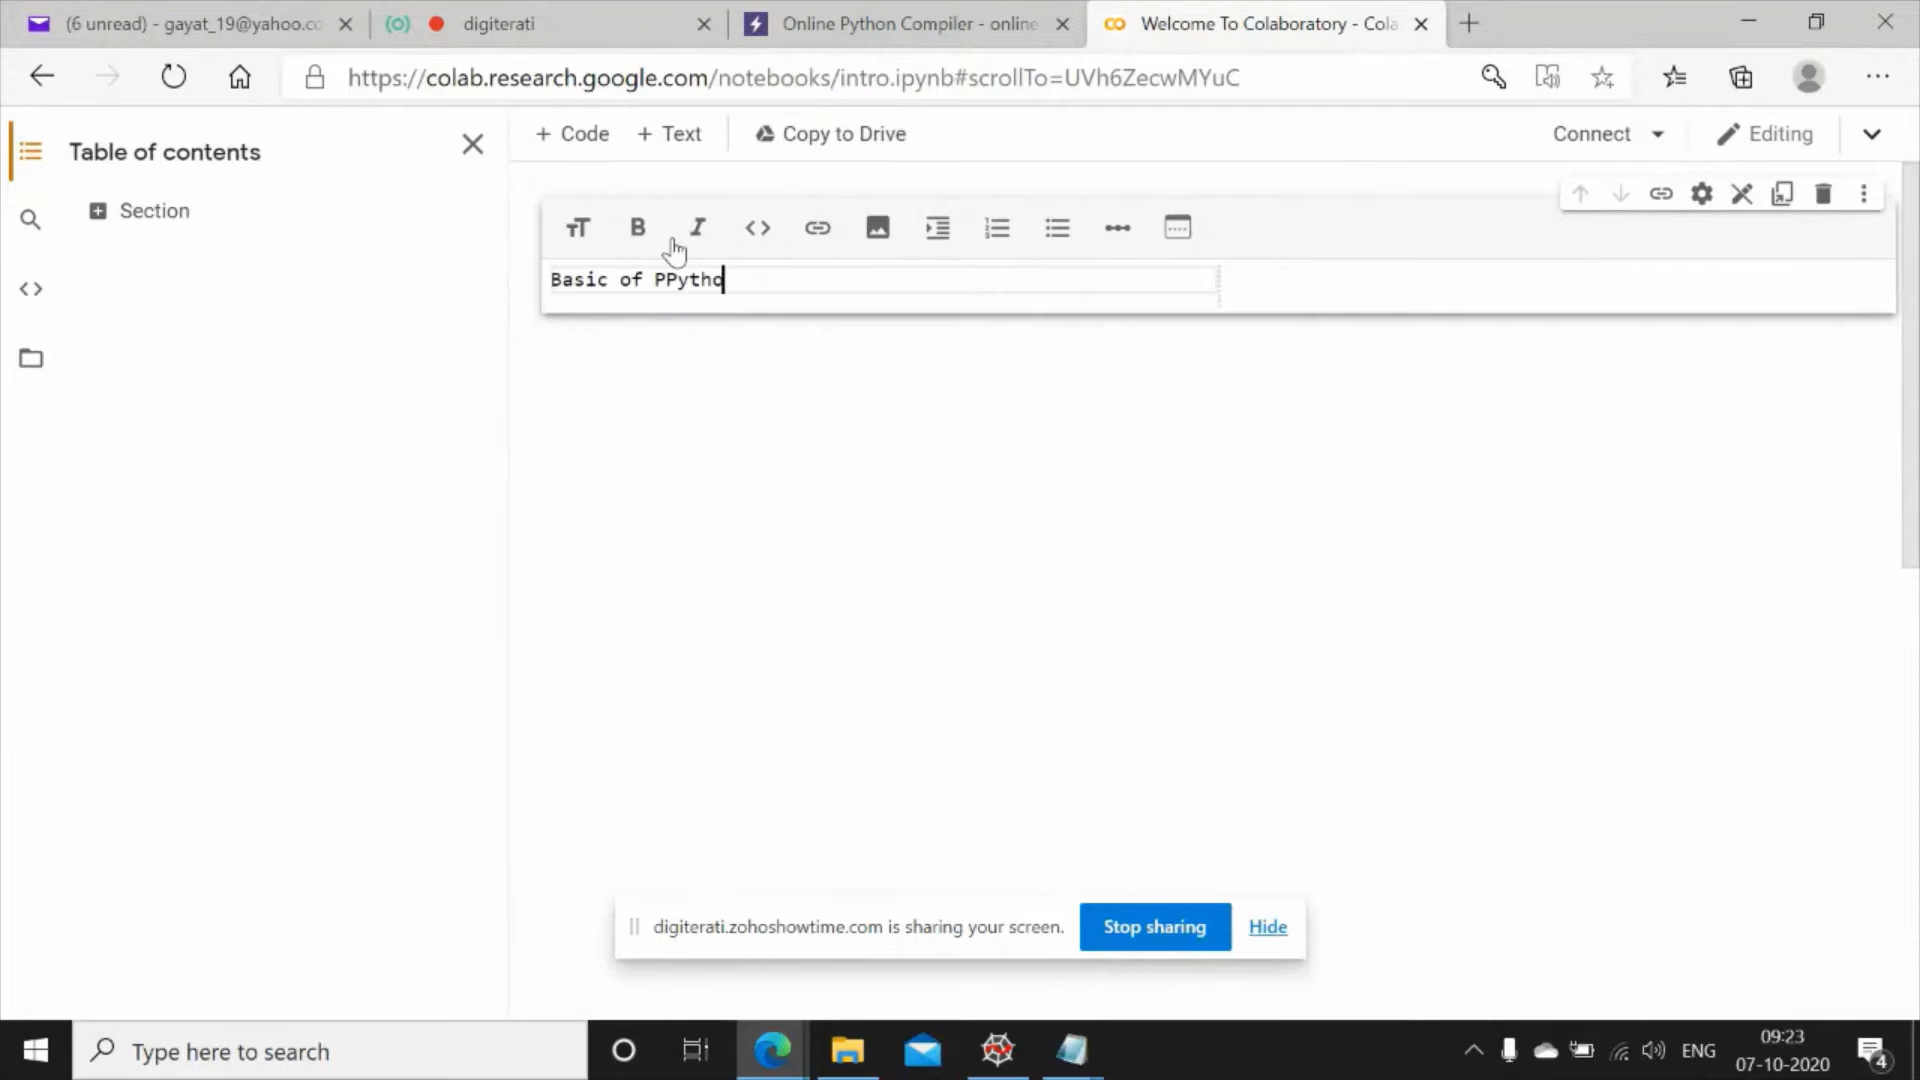 (6 unread) - gayat_19@yahoo.co
digiterati
Online Python Compiler - online
Welcome To Colaboratory - Cola
https://colab.research.google.com/notebooks/intro.ipynb#scrollTo=UVh6ZecwMYuC
Table of contents
+ Code
+ Text
Copy to Drive
Connect
Editing
Section
Basic of PPytho
digiterati.zohoshowtime.com is sharing your screen.
Stop sharing
Hide
Type here to search
ENG
09:23
07-10-2020
4